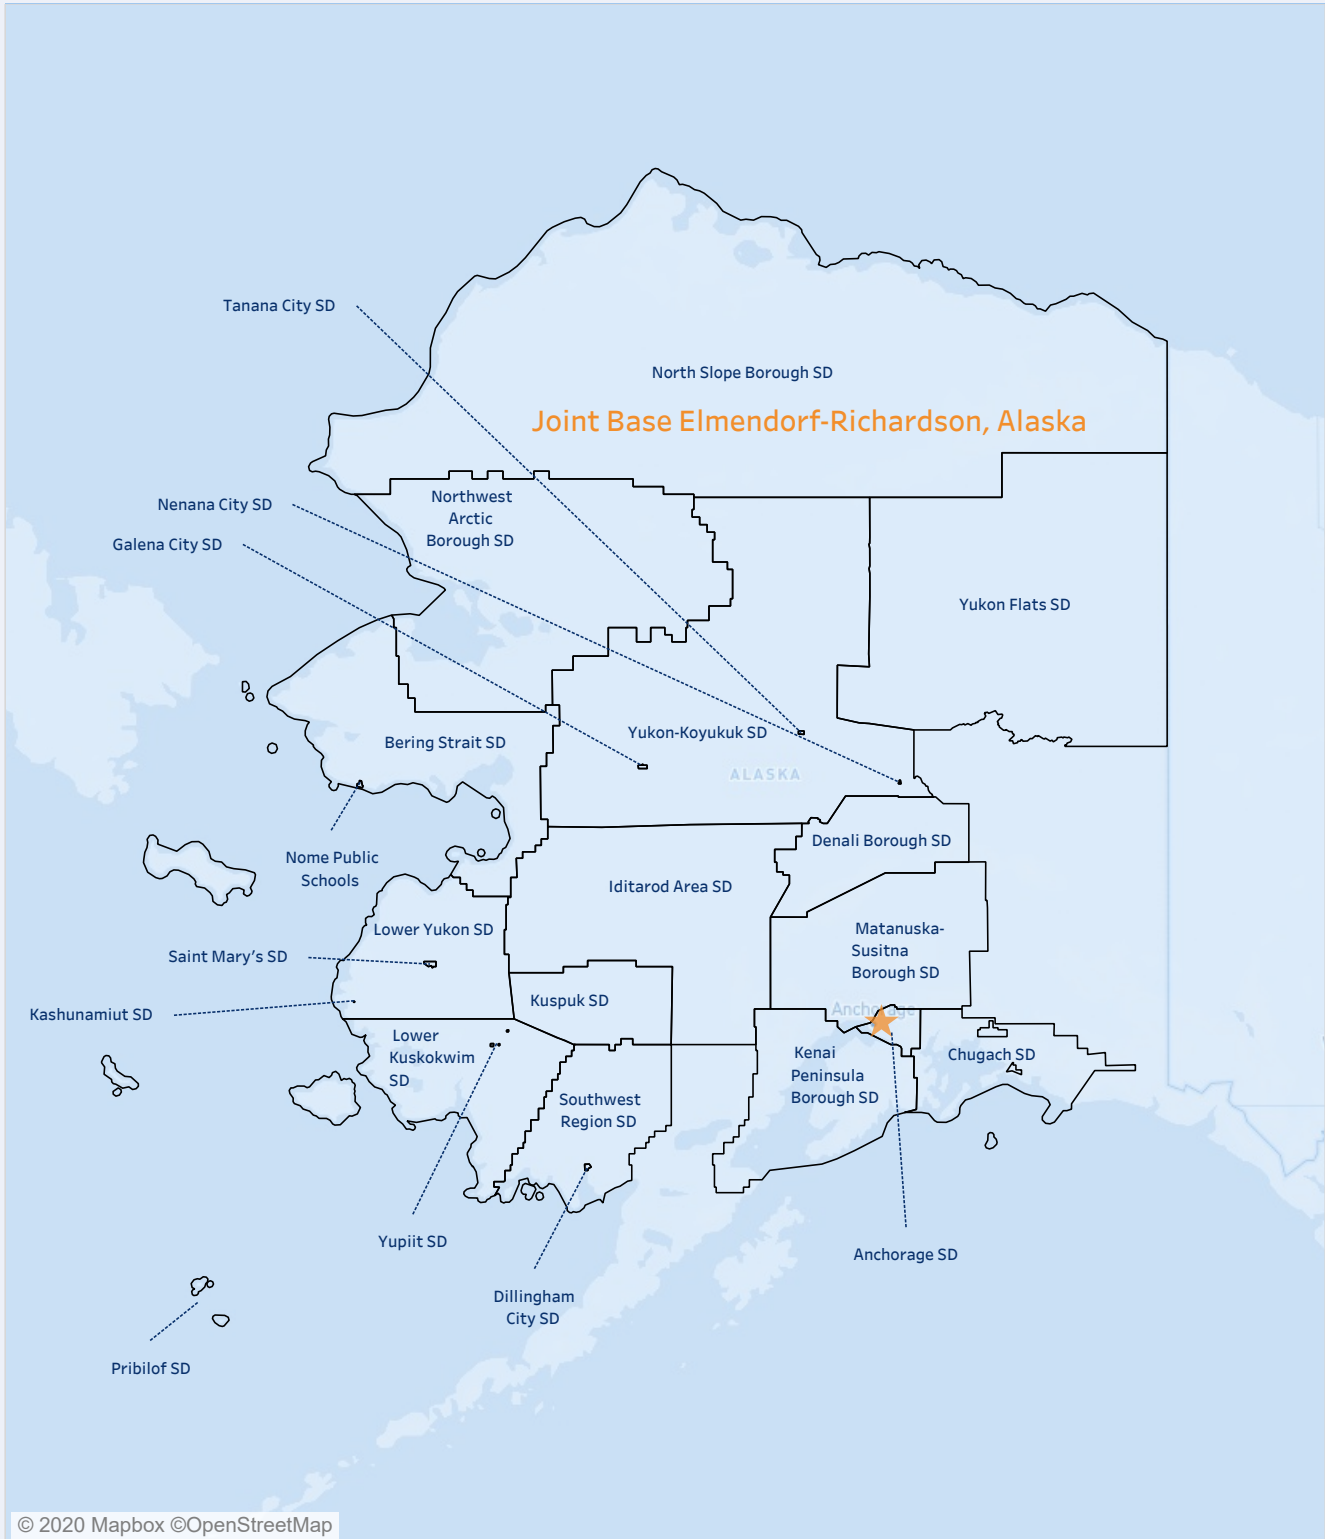 Tanana City SD
North Slope Borough SD
Joint Base Elmendorf-Richardson, Alaska
Northwest
Arctic
Borough SD
Nenana City SD
Galena City SD
Yukon Flats SD
Yukon-Koyukuk SD
Bering Strait SD
ALASKA
Denali Borough SD
Nome Public
Schools
Iditarod Area SD
Lower Yukon SD
Matanuska-
Susitna
Borough SD
Saint Mary's SD
Kuspuk SD
Anchorage
Kashunamiut SD
Lower
Kuskokwim
SD
Kenai
Peninsula
Borough SD
Chugach SD
Southwest
Region SD
Yupiit SD
Anchorage SD
Dillingham
City SD
Pribilof SD
© 2020 Mapbox ©OpenStreetMap